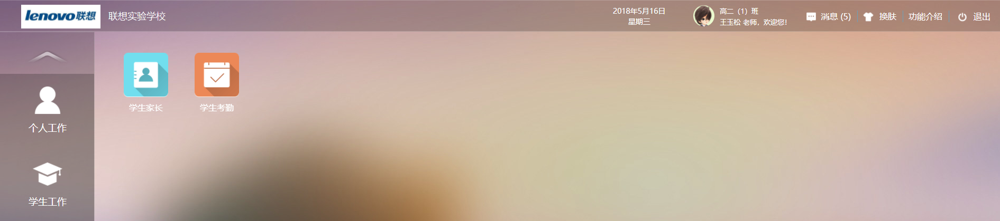 lenovo联想
联想实验学校
2018年5月16日
星期三
高二（1）班
王玉松 老师，欢迎您！
消息 (5)
换肤
功能介绍
退出
学生家长
学生考勤
个人工作
学生工作